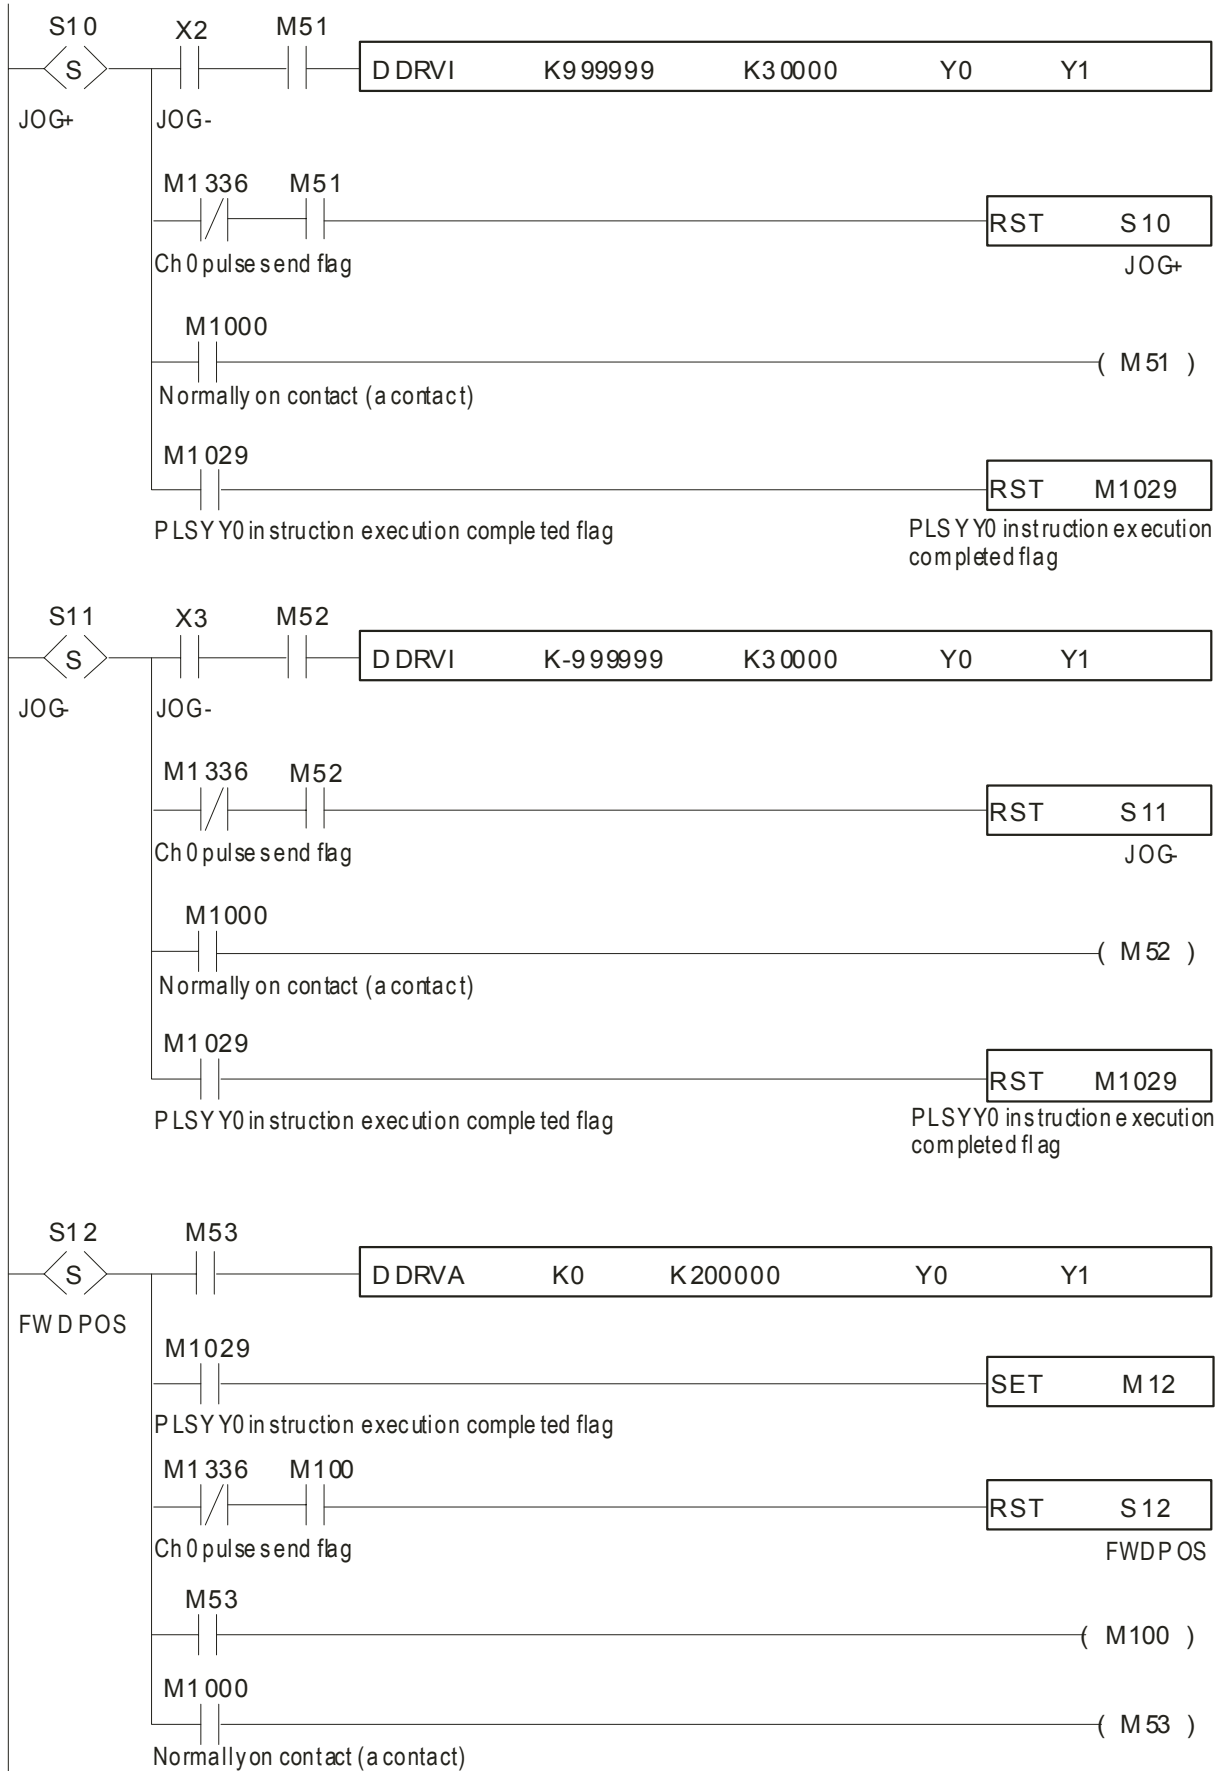 S10 X2 M51
S DDRVI K999999 K30000 Y0 Y1
JOG+ JOG-
M1336 M51
RST S10
Ch0 pulse send flag JOG+
M1000
( M51 )
Normally on contact (a contact)
M1029
RST M1029
PLSY Y0 instruction execution completed flag PLSY Y0 instruction execution
completed flag
S11 X3 M52
S DDRVI K-999999 K30000 Y0 Y1
JOG- JOG-
M1336 M52
RST S11
Ch0 pulse send flag JOG-
M1000
( M52 )
Normally on contact (a contact)
M1029
RST M1029
PLSY Y0 instruction execution completed flag PLSY Y0 instruction execution
completed flag
S12 M53
S DDRVA K0 K200000 Y0 Y1
FWD POS
M1029
SET M12
PLSY Y0 instruction execution completed flag
M1336 M100
RST S12
Ch0 pulse send flag FWD POS
M53
( M100 )
M1000
( M53 )
Normally on contact (a contact)